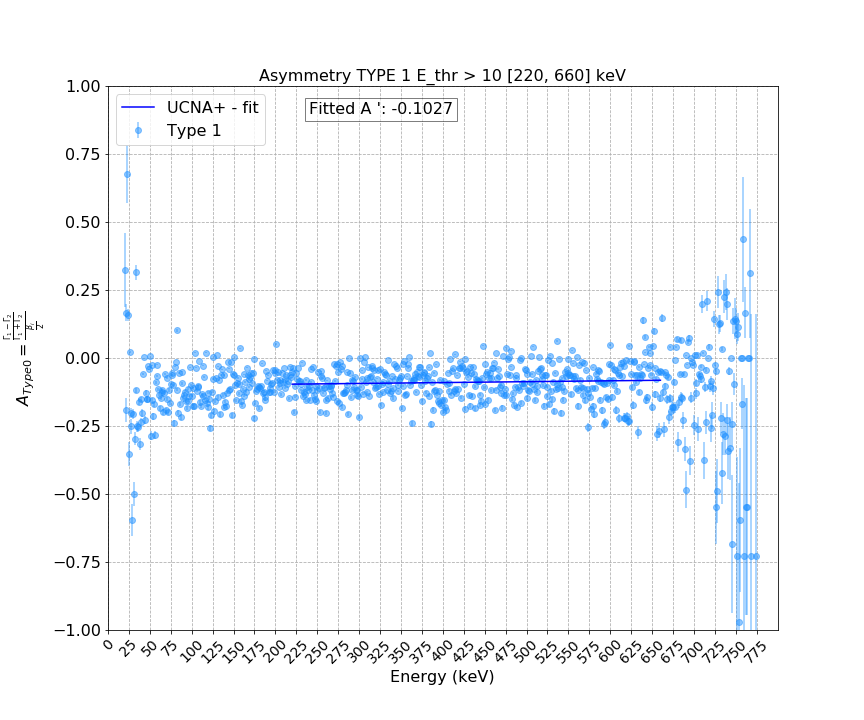 Asymmetry TYPE 1 E_thr > 10 [220, 660] keV
UCNA+ - fit
Type 1
Fitted A ': -0.1027
1.00
0.75
0.50
0.25
0.00
−0.25
−0.50
−0.75
−1.00
0 25 50 75 100 125 150 175 200 225 250 275 300 325 350 375 400 425 450 475 500 525 550 575 600 625 650 675 700 725 750 775
Energy (keV)